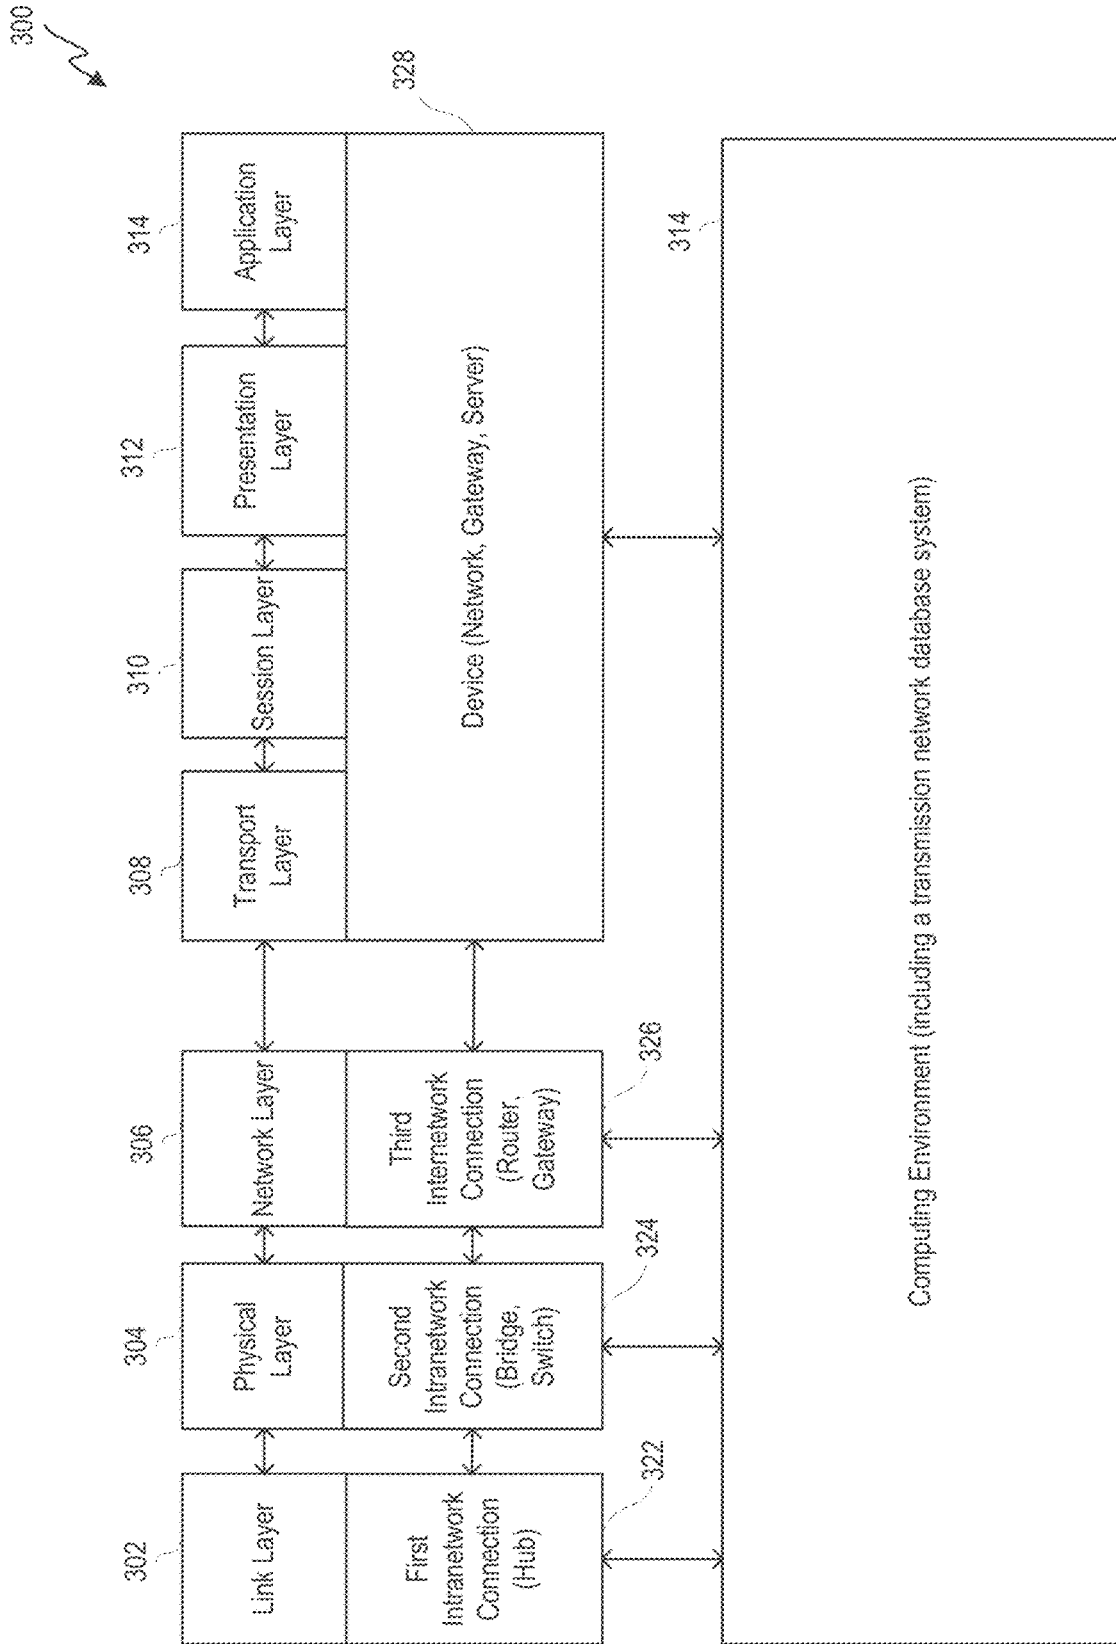 300
302
Link Layer
304
Physical
Layer
306
Network Layer
308
Transport
Layer
310
Session Layer
312
Presentation
Layer
314
Application
Layer
First
Intranetwork
Connection
(Hub)
322
Second
Intranetwork
Connection
(Bridge,
Switch)
324
Third
Internetwork
Connection
(Router,
Gateway)
326
Device (Network, Gateway, Server)
328
314
Computing Environment (including a transmission network database system)